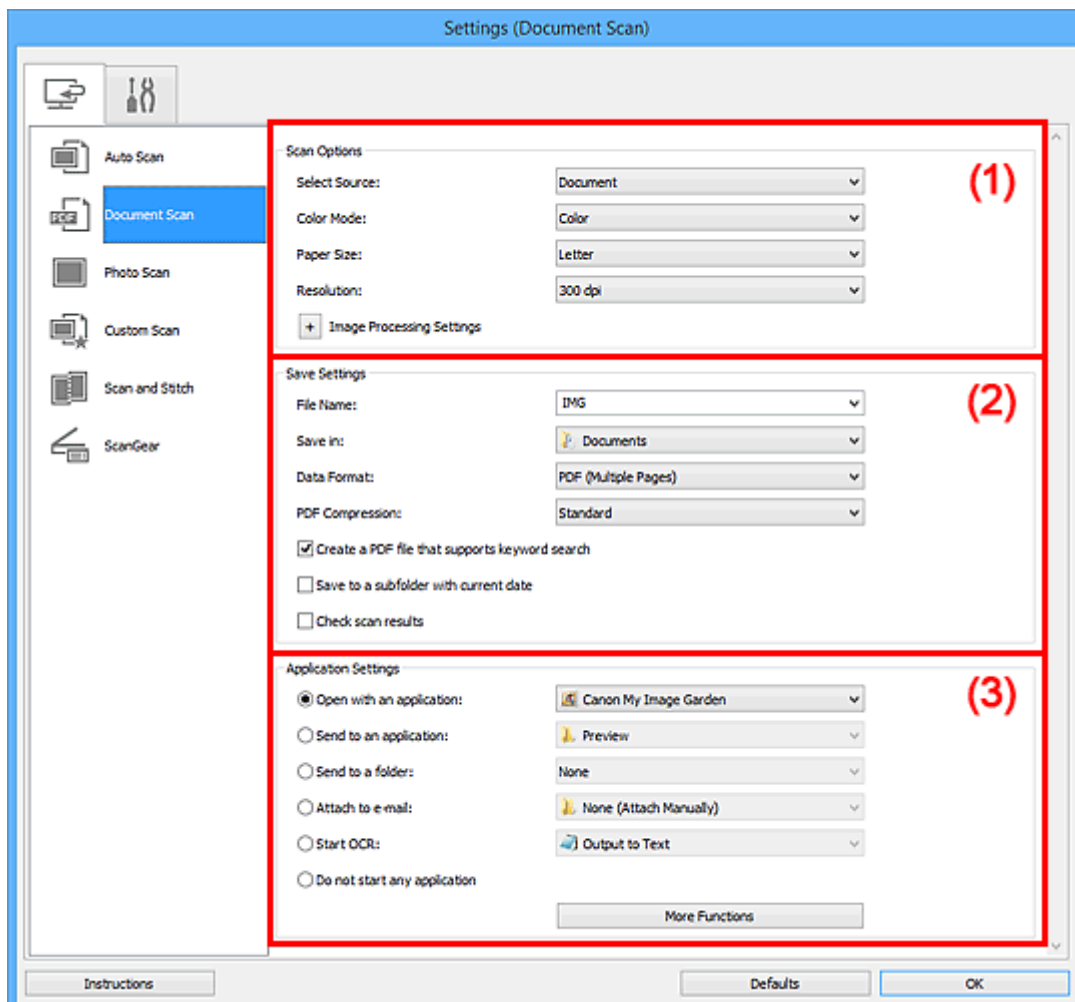 Settings (Document Scan)
Auto Scan
PDF Document Scan
Photo Scan
Custom Scan
Scan and Stitch
ScanGear
Scan Options (1)
Select Source: Document
Color Mode: Color
Paper Size: Letter
Resolution: 300 dpi
+ Image Processing Settings
Save Settings (2)
File Name: IMG
Save in: Documents
Data Format: PDF (Multiple Pages)
PDF Compression: Standard
Create a PDF file that supports keyword search
Save to a subfolder with current date
Check scan results
Application Settings (3)
Open with an application: Canon My Image Garden
Send to an application: Preview
Send to a folder: None
Attach to e-mail: None (Attach Manually)
Start OCR: Output to Text
Do not start any application
More Functions
Instructions Defaults OK